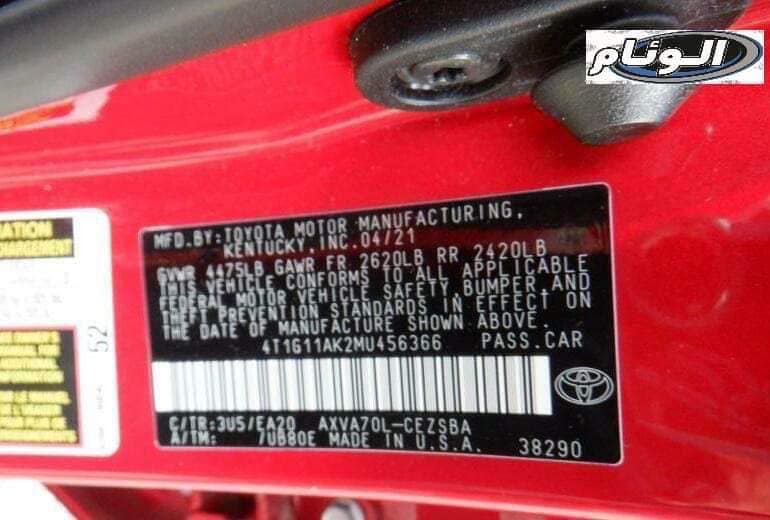 الوئام
MFD.BY:TOYOTA MOTOR MANUFACTURING,
KENTUCKY,INC.04/21
GVWR 4475LB GAWR FR 2620LB RR 2420LB
THIS VEHICLE CONFORMS TO ALL APPLICABLE
FEDERAL MOTOR VEHICLE SAFETY, BUMPER, AND
THEFT PREVENTION STANDARDS IN EFFECT ON
THE DATE OF MANUFACTURE SHOWN ABOVE.
4T1G11AK2MU456366 PASS.CAR
C/TR:3U5/EA20 AXVA70L-CEZSBA
A/TM: 7UB80E MADE IN U.S.A. 38290